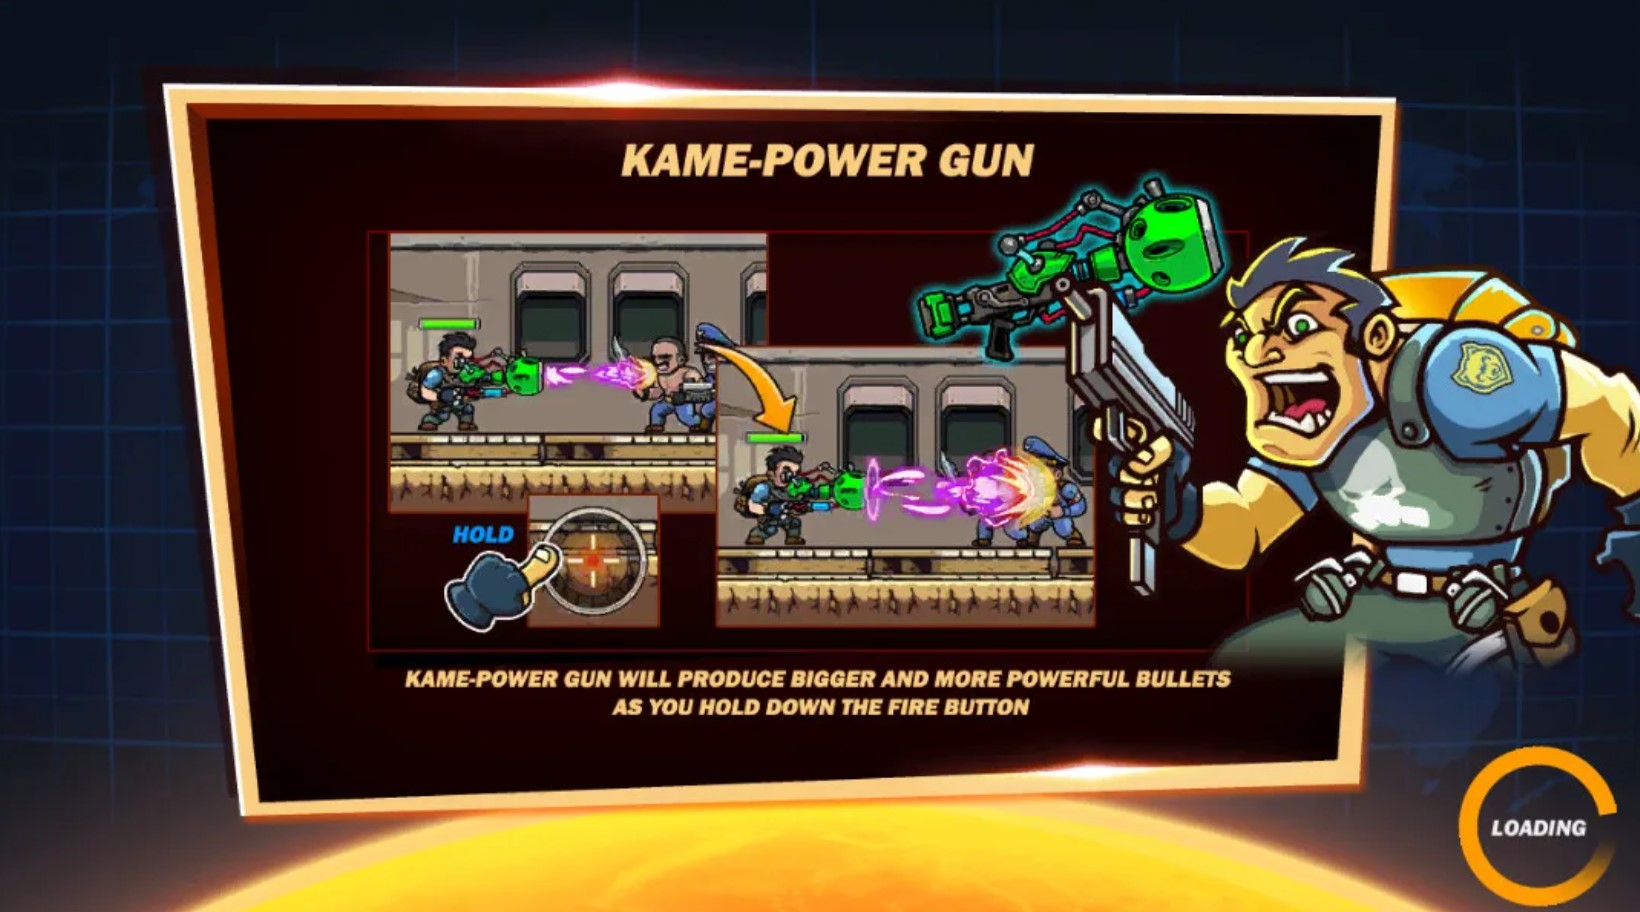 KAME-POWER GUN
HOLD
KAME-POWER GUN WILL PRODUCE BIGGER AND MORE POWERFUL BULLETS
AS YOU HOLD DOWN THE FIRE BUTTON
LOADING